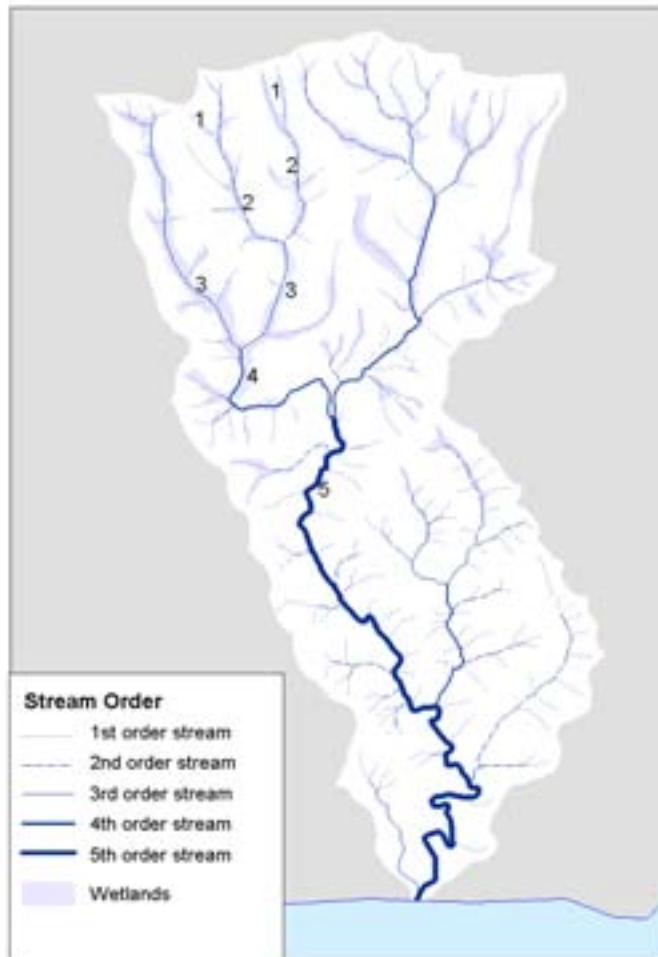 1
1
2
2
3
3
4
5
Stream Order
1st order stream
2nd order stream
3rd order stream
4th order stream
5th order stream
Wetlands